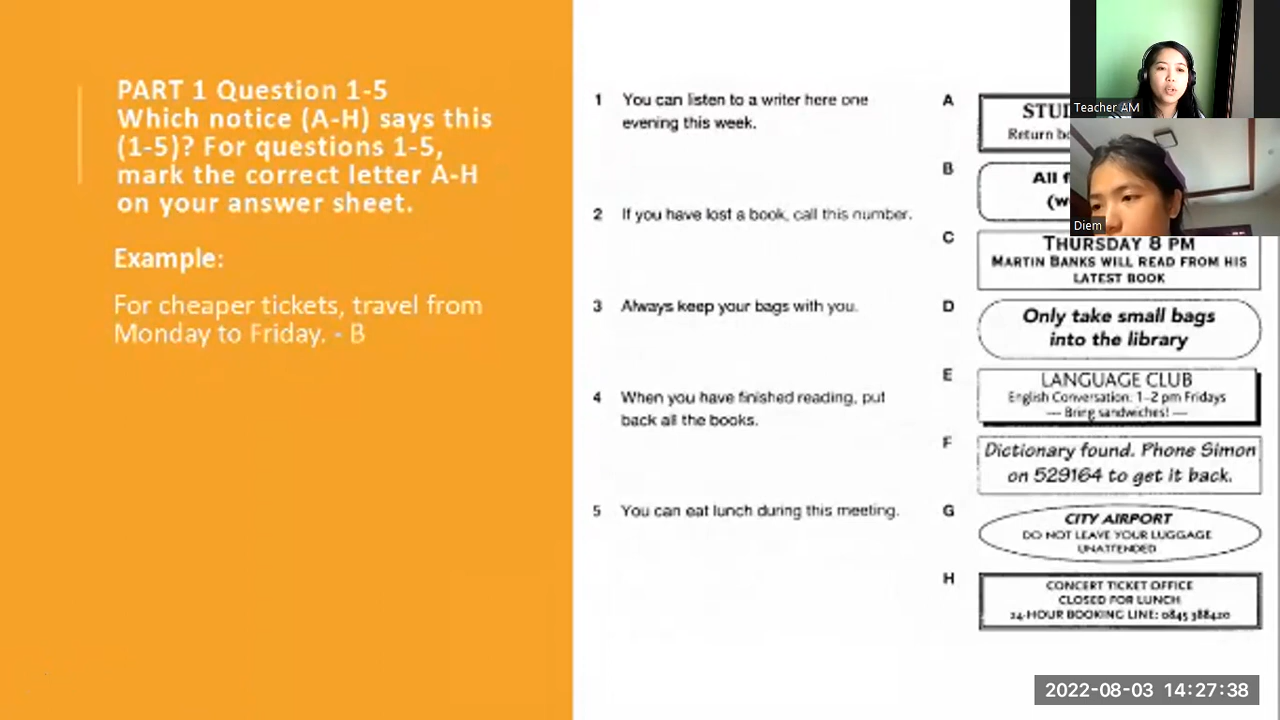 PART 1 Question 1-5
Which notice (A-H) says this
(1-5)? For questions 1-5,
mark the correct letter A-H
on your answer sheet.
Example:
For cheaper tickets, travel from
Monday to Friday. - B
1 You can listen to a writer here one
evening this week.
2 If you have lost a book, call this number.
3 Always keep your bags with you.
4 When you have finished reading, put
back all the books.
5 You can eat lunch during this meeting.
A
Return
B
All
C
THURSDAY 8 PM
MARTIN BANKS WILL READ FROM HIS
LATEST BOOK
D
Only take small bags
into the library
E
LANGUAGE CLUB
English Conversation: 1-2 pm Fridays
— Bring sandwiches! —
F
Dictionary found. Phone Simon
on 529164 to get it back.
G
CITY AIRPORT
DO NOT LEAVE YOUR LUGGAGE
UNATTENDED
H
CONCERT TICKET OFFICE
CLOSED FOR LUNCH
24-HOUR BOOKING LINE: 0845 388420
Teacher AM
Diem
2022-08-03 14:27:38